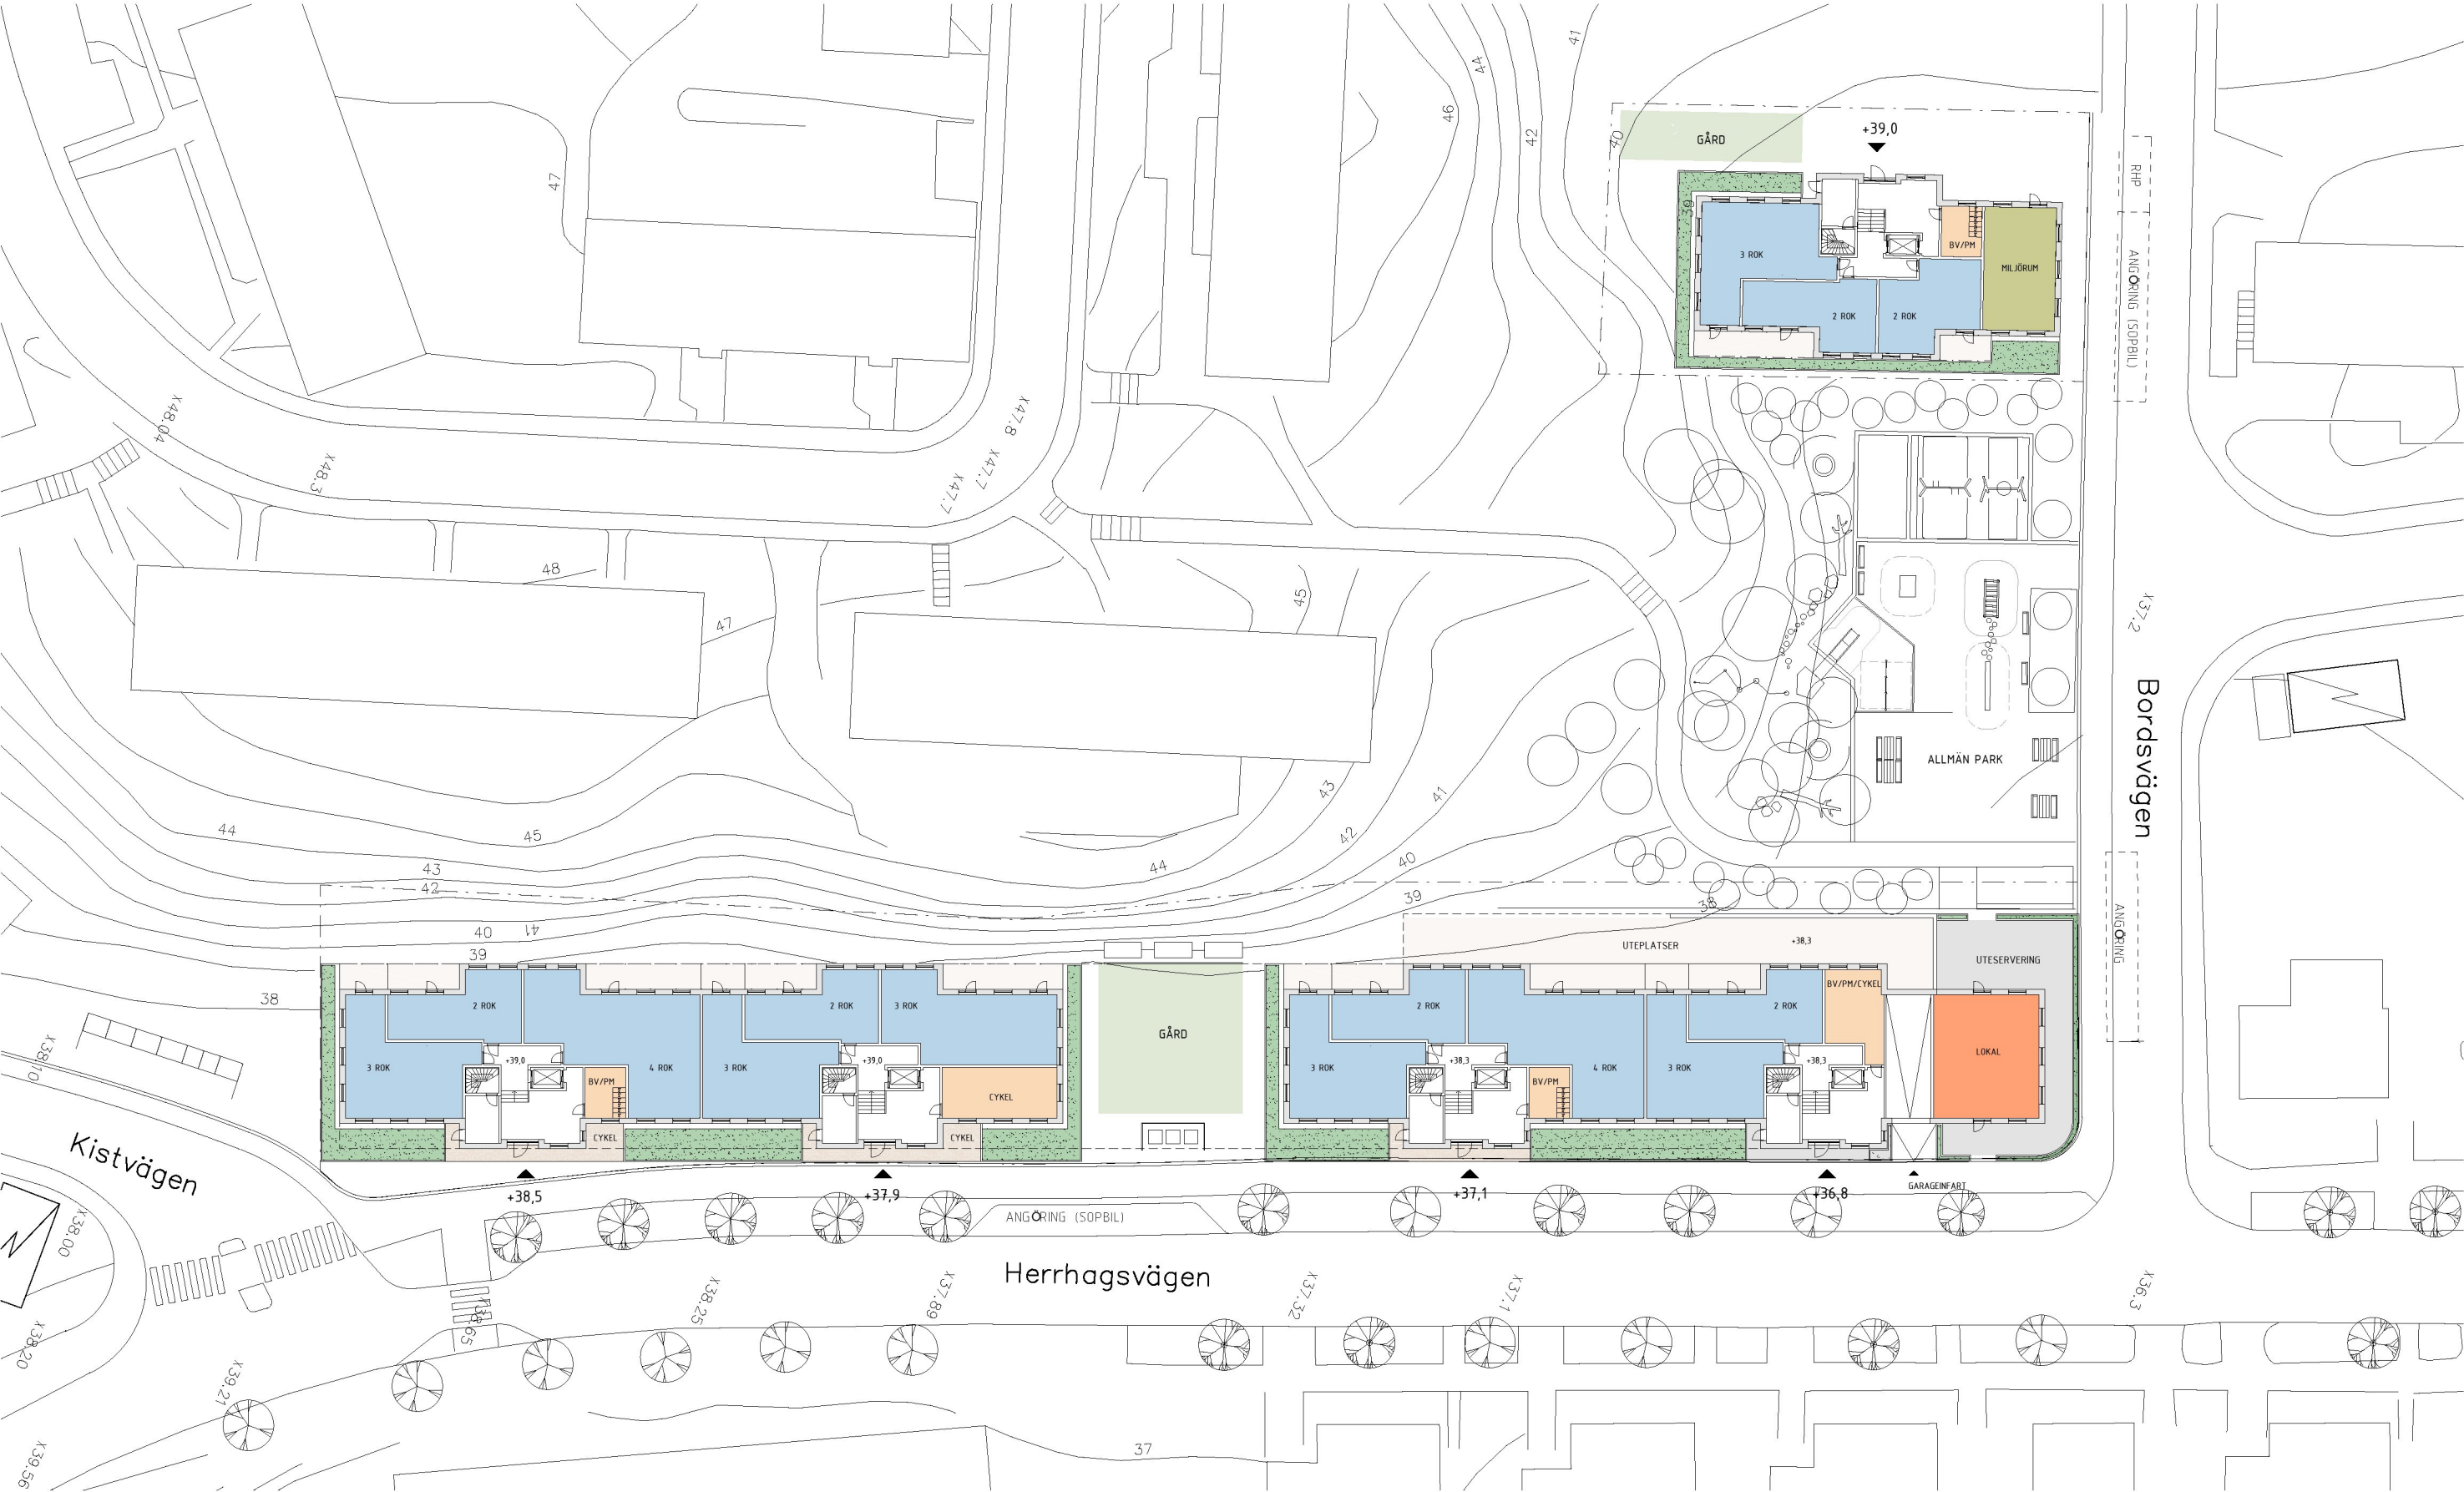 41
44
46
42
40
GÅRD
+39,0
RHP
47
39
3 ROK
BV/PM
MILJÖRUM
2 ROK
2 ROK
ANGÖRING (SOPBIL)
X48.04
X48.3
X47.8
X47.7
X47.7
48
47
45
X37.2
Bordsvägen
ALLMÄN PARK
43
41
42
40
44
45
43
42
44
39
38
40
41
39
38
UTEPLATSER
+38,3
UTESERVERING
ANGÖRING
2 ROK
2 ROK
3 ROK
GÅRD
2 ROK
2 ROK
BV/PM/CYKEL
X38.10
3 ROK
+39,0
BV/PM
4 ROK
3 ROK
+39,0
CYKEL
3 ROK
+38,3
BV/PM
4 ROK
3 ROK
+38,3
LOKAL
CYKEL
CYKEL
Kistvägen
+38,5
+37,9
+37,1
+36,8
GARAGEINFART
ANGÖRING (SOPBIL)
X38.00
Herrhagsvägen
X38.20
X38.65
X38.25
X37.89
X37.32
X37.1
X36.3
X39.21
X39.56
37